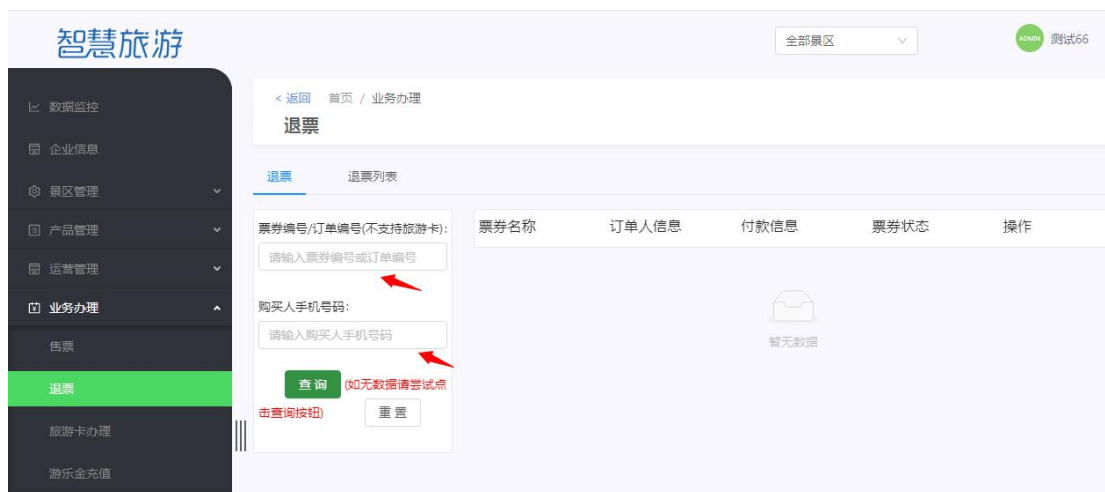 智慧旅游
全部景区
ADMIN
测试66
数据监控
企业信息
景区管理
产品管理
运营管理
业务办理
售票
退票
旅游卡办理
游乐金充值
< 返回 首页 / 业务办理
退票
退票 退票列表
票券编号/订单编号(不支持旅游卡):
请输入票券编号或订单编号
购买人手机号码:
请输入购买人手机号码
查询 (如无数据请尝试点
击查询按钮) 重置
票券名称 订单人信息 付款信息 票券状态 操作
暂无数据